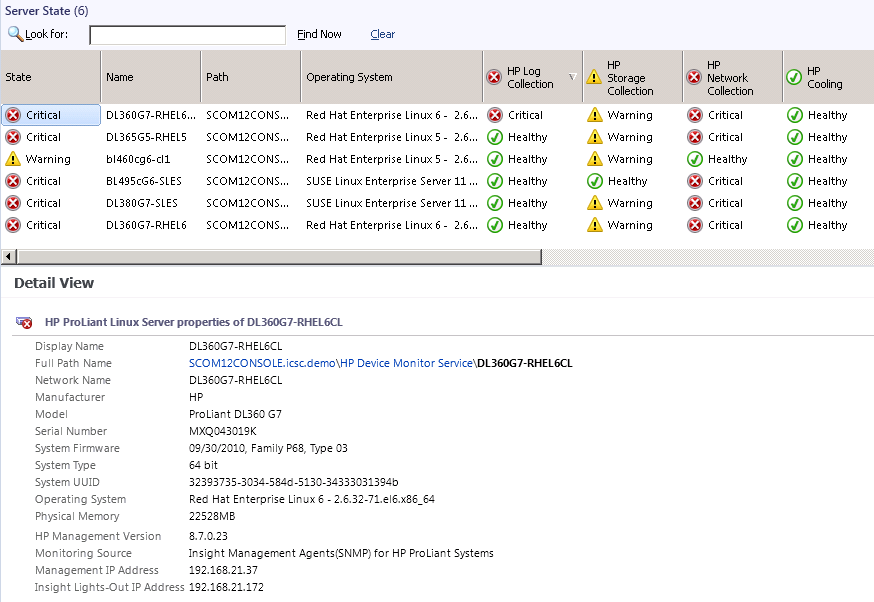 Server State (6)
Look for: Find Now Clear
State Name Path Operating System HP Log Collection HP Storage Collection HP Network Collection HP Cooling
Critical DL360G7-RHEL6... SCOM12CONS... Red Hat Enterprise Linux 6 - 2.6... Critical Warning Critical Healthy
Critical DL365G5-RHEL5 SCOM12CONS... Red Hat Enterprise Linux 5 - 2.6... Healthy Warning Critical Healthy
Warning bl460cg6-cl1 SCOM12CONS... Red Hat Enterprise Linux 5 - 2.6... Healthy Warning Healthy Healthy
Critical BL495cG6-SLES SCOM12CONS... SUSE Linux Enterprise Server 11 ... Healthy Healthy Critical Healthy
Critical DL380G7-SLES SCOM12CONS... SUSE Linux Enterprise Server 11 ... Healthy Warning Critical Healthy
Critical DL360G7-RHEL6 SCOM12CONS... Red Hat Enterprise Linux 6 - 2.6... Healthy Warning Critical Healthy
Detail View
HP ProLiant Linux Server properties of DL360G7-RHEL6CL
Display Name DL360G7-RHEL6CL
Full Path Name SCOM12CONSOLE.icsc.demo\HP Device Monitor Service\DL360G7-RHEL6CL
Network Name DL360G7-RHEL6CL
Manufacturer HP
Model ProLiant DL360 G7
Serial Number MXQ043019K
System Firmware 09/30/2010, Family P68, Type 03
System Type 64 bit
System UUID 32393735-3034-584d-5130-34333031394b
Operating System Red Hat Enterprise Linux 6 - 2.6.32-71.el6.x86_64
Physical Memory 22528MB
HP Management Version 8.7.0.23
Monitoring Source Insight Management Agents(SNMP) for HP ProLiant Systems
Management IP Address 192.168.21.37
Insight Lights-Out IP Address 192.168.21.172